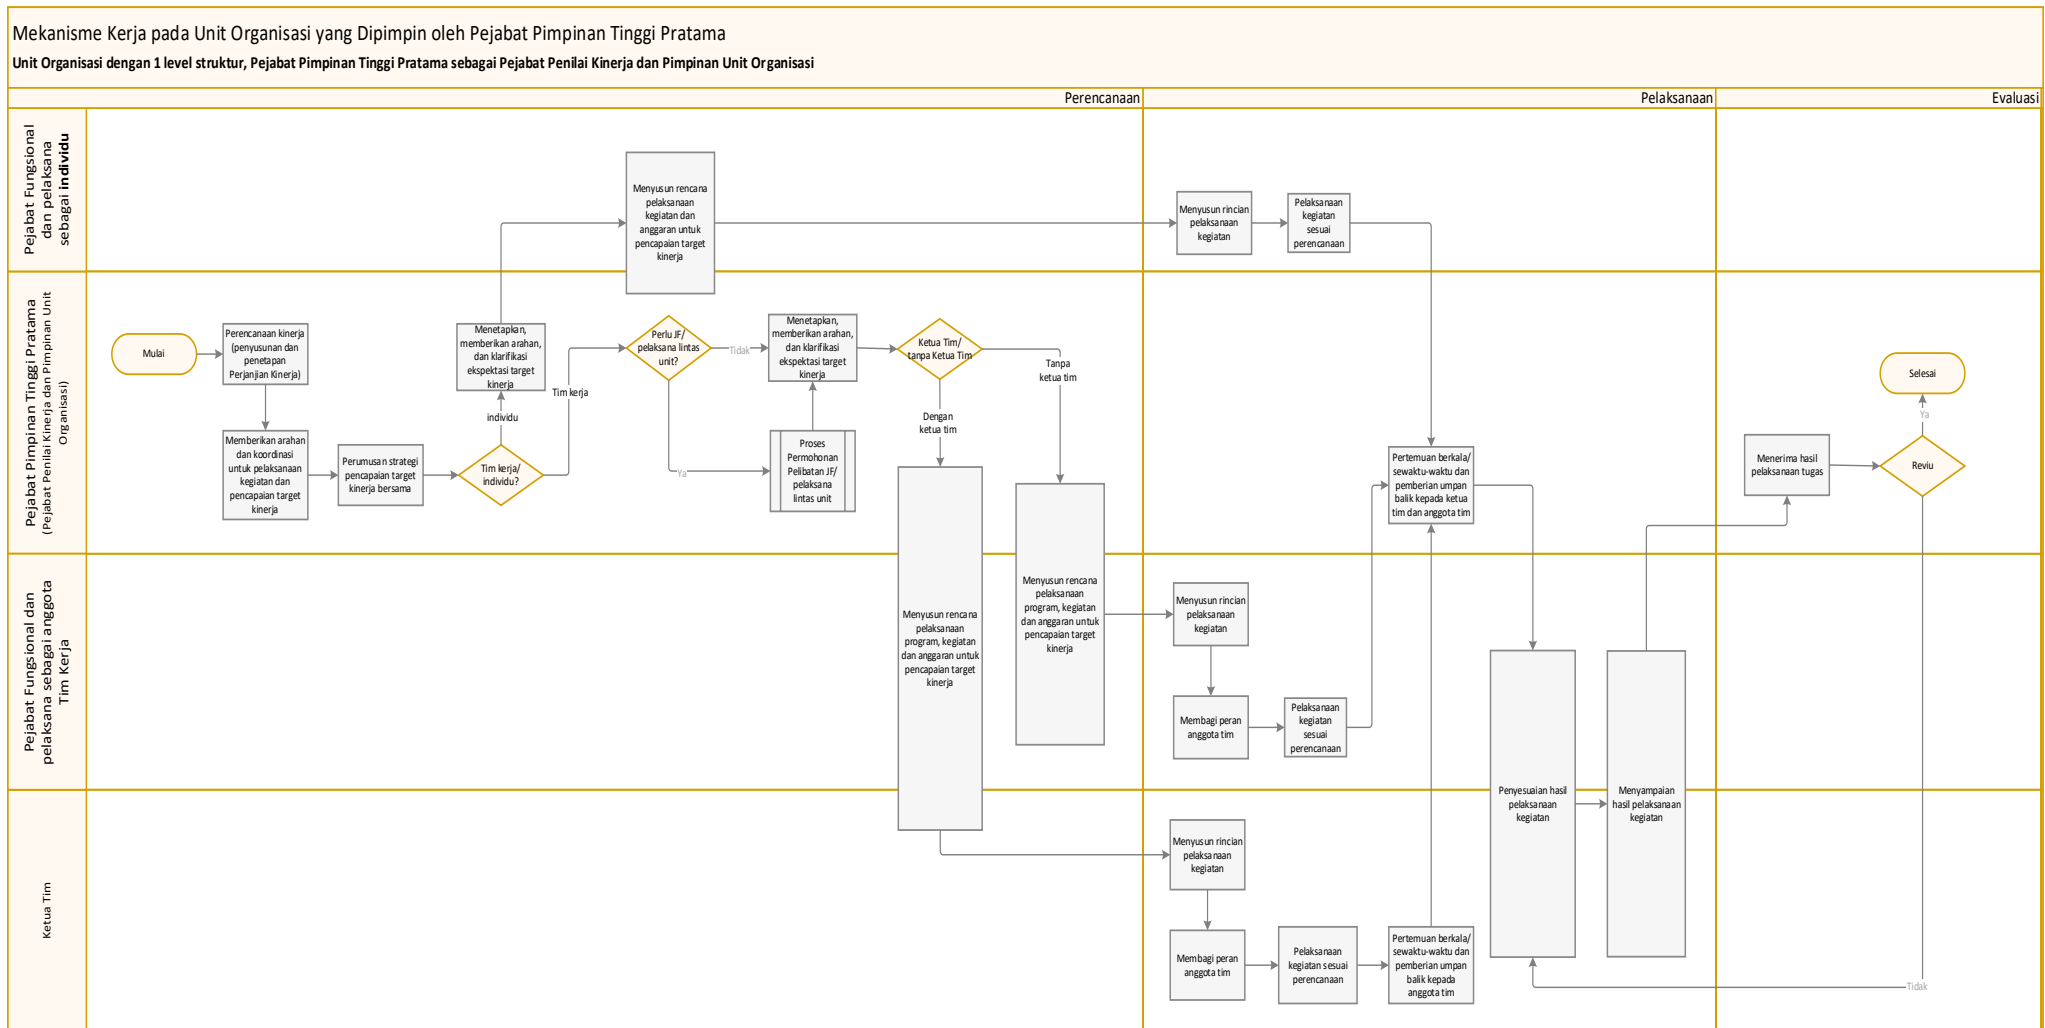 Mekanisme Kerja pada Unit Organisasi yang Dipimpin oleh Pejabat Pimpinan Tinggi Pratama
Unit Organisasi dengan 1 level struktur, Pejabat Pimpinan Tinggi Pratama sebagai Pejabat Penilai Kinerja dan Pimpinan Unit Organisasi
Perencanaan
Pelaksanaan
Evaluasi
Pejabat Fungsional
dan pelaksana
sebagai individu
Menyusun rencana
pelaksanaan
kegiatan dan
anggaran untuk
pencapaian target
kinerja
Menyusun rincian
pelaksanaan
kegiatan
Pelaksanaan
kegiatan
sesuai
perencanaan
Pejabat Pimpinan Tinggi Pratama
(Pejabat Penilai Kinerja dan Pimpinan Unit
Organisasi)
Mulai
Perencanaan kinerja
(penyusunan dan
penetapan
Perjanjian Kinerja)
Memberikan arahan
dan koordinasi
untuk pelaksanaan
kegiatan dan
pencapaian target
kinerja
Perumusan strategi
pencapaian target
kinerja bersama
Tim kerja/
individu?
individu
Tim kerja
Menetapkan,
memberikan arahan,
dan klarifikasi
ekspektasi target
kinerja
Perlu JF/
pelaksana lintas
unit?
Tidak
Ya
Proses
Permohonan
Pelibatan JF/
pelaksana
lintas unit
Menetapkan,
memberikan arahan,
dan klarifikasi
ekspektasi target
kinerja
Ketua Tim/
tanpa Ketua Tim
Dengan
ketua tim
Tanpa
ketua tim
Pertemuan berkala/
sewaktu-waktu dan
pemberian umpan
balik kepada ketua
tim dan anggota tim
Menerima hasil
pelaksanaan tugas
Reviu
Ya
Selesai
Tidak
Pejabat Fungsional dan
pelaksana sebagai anggota
Tim Kerja
Menyusun rencana
pelaksanaan
program, kegiatan
dan anggaran untuk
pencapaian target
kinerja
Menyusun rencana
pelaksanaan
program, kegiatan
dan anggaran untuk
pencapaian target
kinerja
Menyusun rincian
pelaksanaan
kegiatan
Membagi peran
anggota tim
Pelaksanaan
kegiatan
sesuai
perencanaan
Penyesuaian hasil
pelaksanaan
kegiatan
Menyampaian
hasil pelaksanaan
kegiatan
Ketua Tim
Menyusun rincian
pelaksanaan
kegiatan
Membagi peran
anggota tim
Pelaksanaan
kegiatan sesuai
perencanaan
Pertemuan berkala/
sewaktu-waktu dan
pemberian umpan
balik kepada
anggota tim